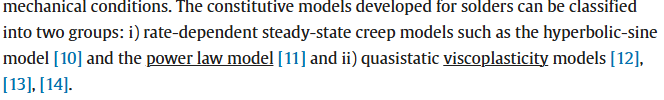 mechanical conditions. The constitutive models developed for solders can be classified
into two groups: i) rate-dependent steady-state creep models such as the hyperbolic-sine
model [10] and the power law model [11] and ii) quasistatic viscoplasticity models [12],
[13], [14].